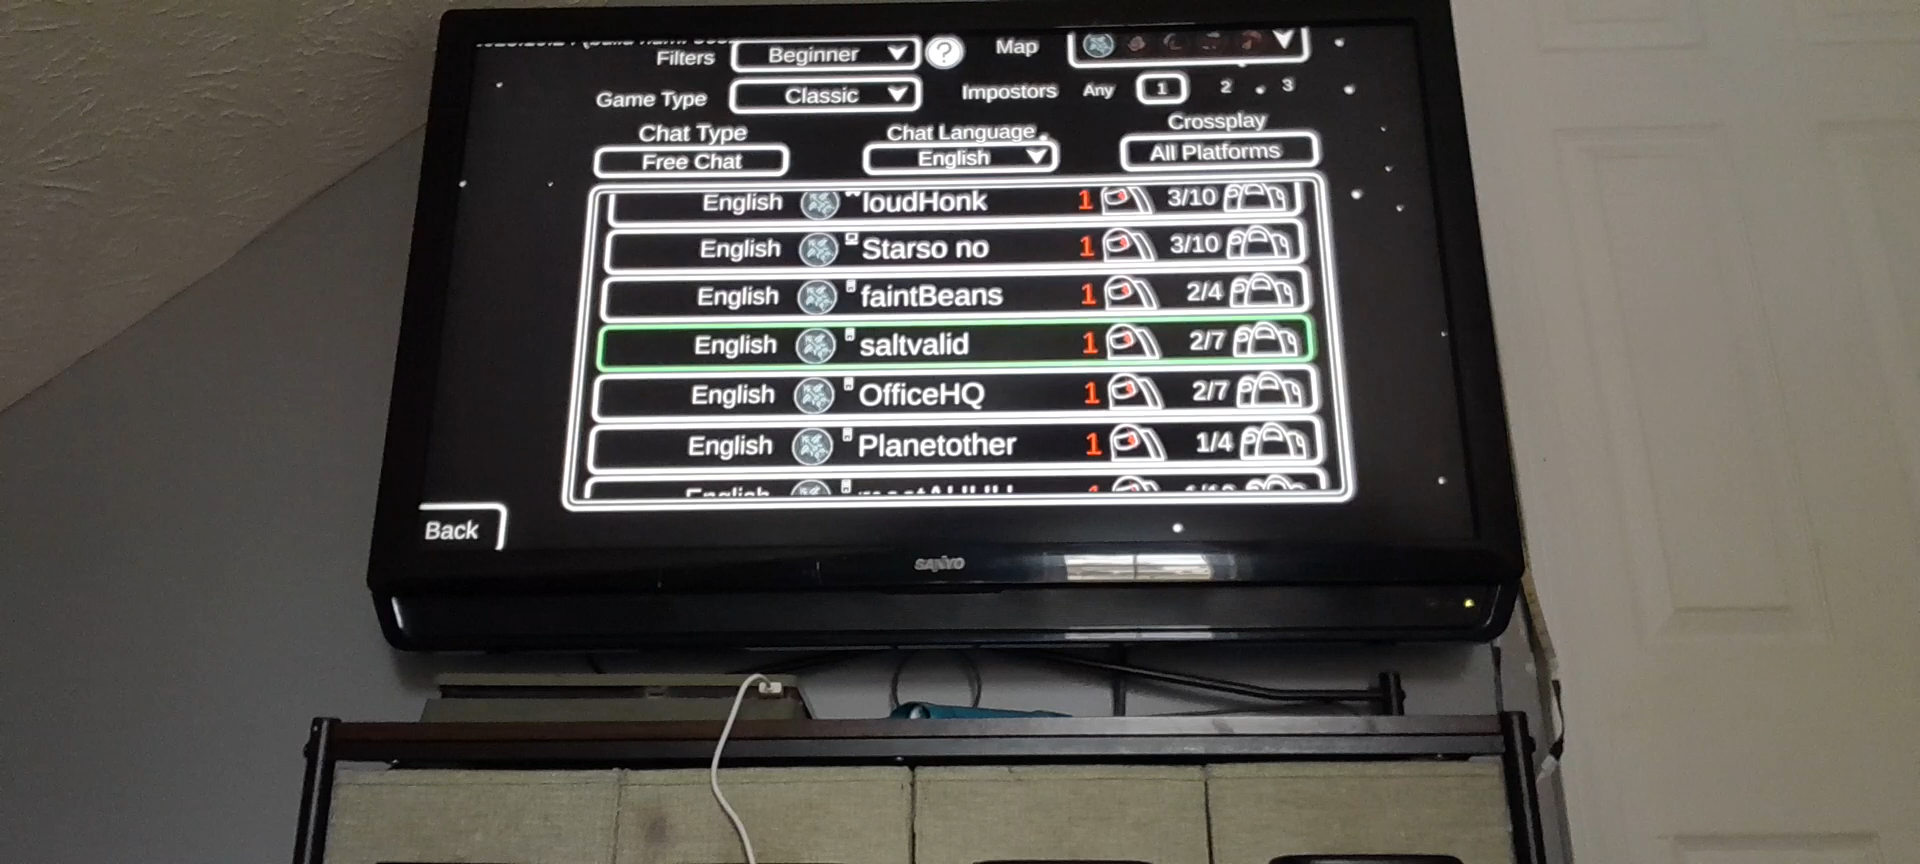 Filters Beginner ? Map
Game Type Classic Impostors Any 1 2 3
Chat Type Chat Language Crossplay
Free Chat English All Platforms
English loudHonk 1 3/10
English Starso no 1 3/10
English faintBeans 1 2/4
English saltvalid 1 2/7
English OfficeHQ 1 2/7
English Planetother 1 1/4
English
Back
SANYO